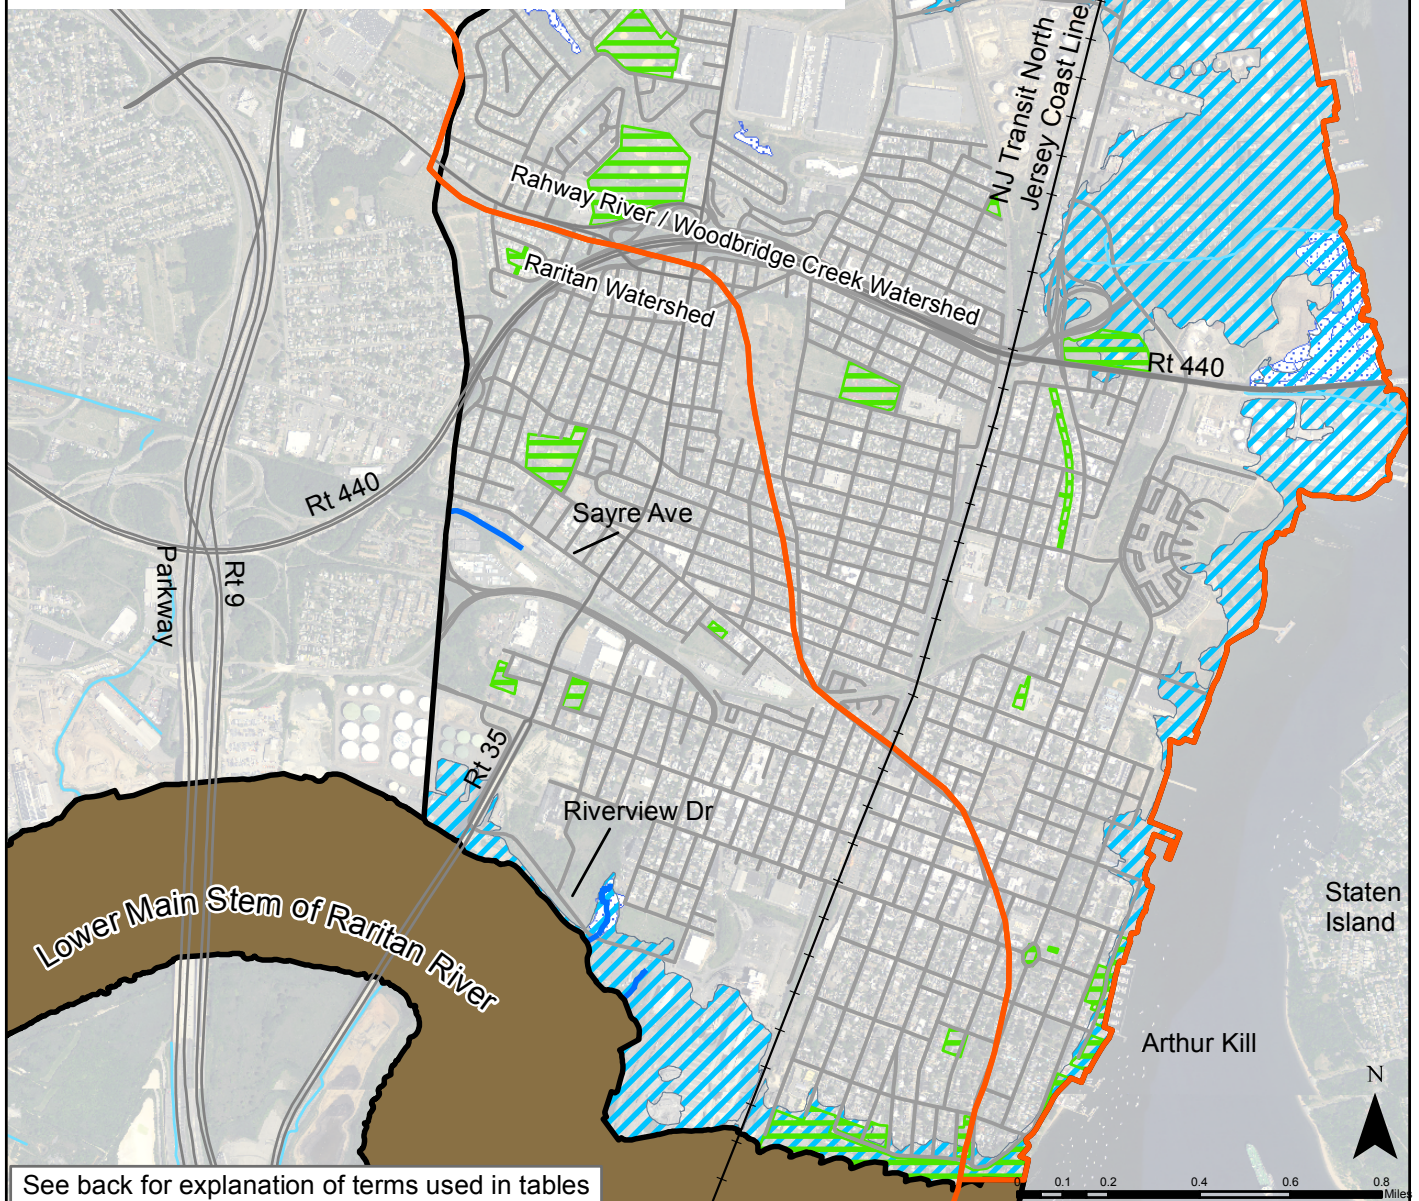 NJ Transit North
Jersey Coast Line
Rahway River / Woodbridge Creek Watershed
Raritan Watershed
Rt 440
Rt 440
Sayre Ave
Parkway
Rt 9
Rt 35
Riverview Dr
Lower Main Stem of Raritan River
Staten
Island
Arthur Kill
N
See back for explanation of terms used in tables
0 0.1 0.2 0.4 0.6 0.8
Miles